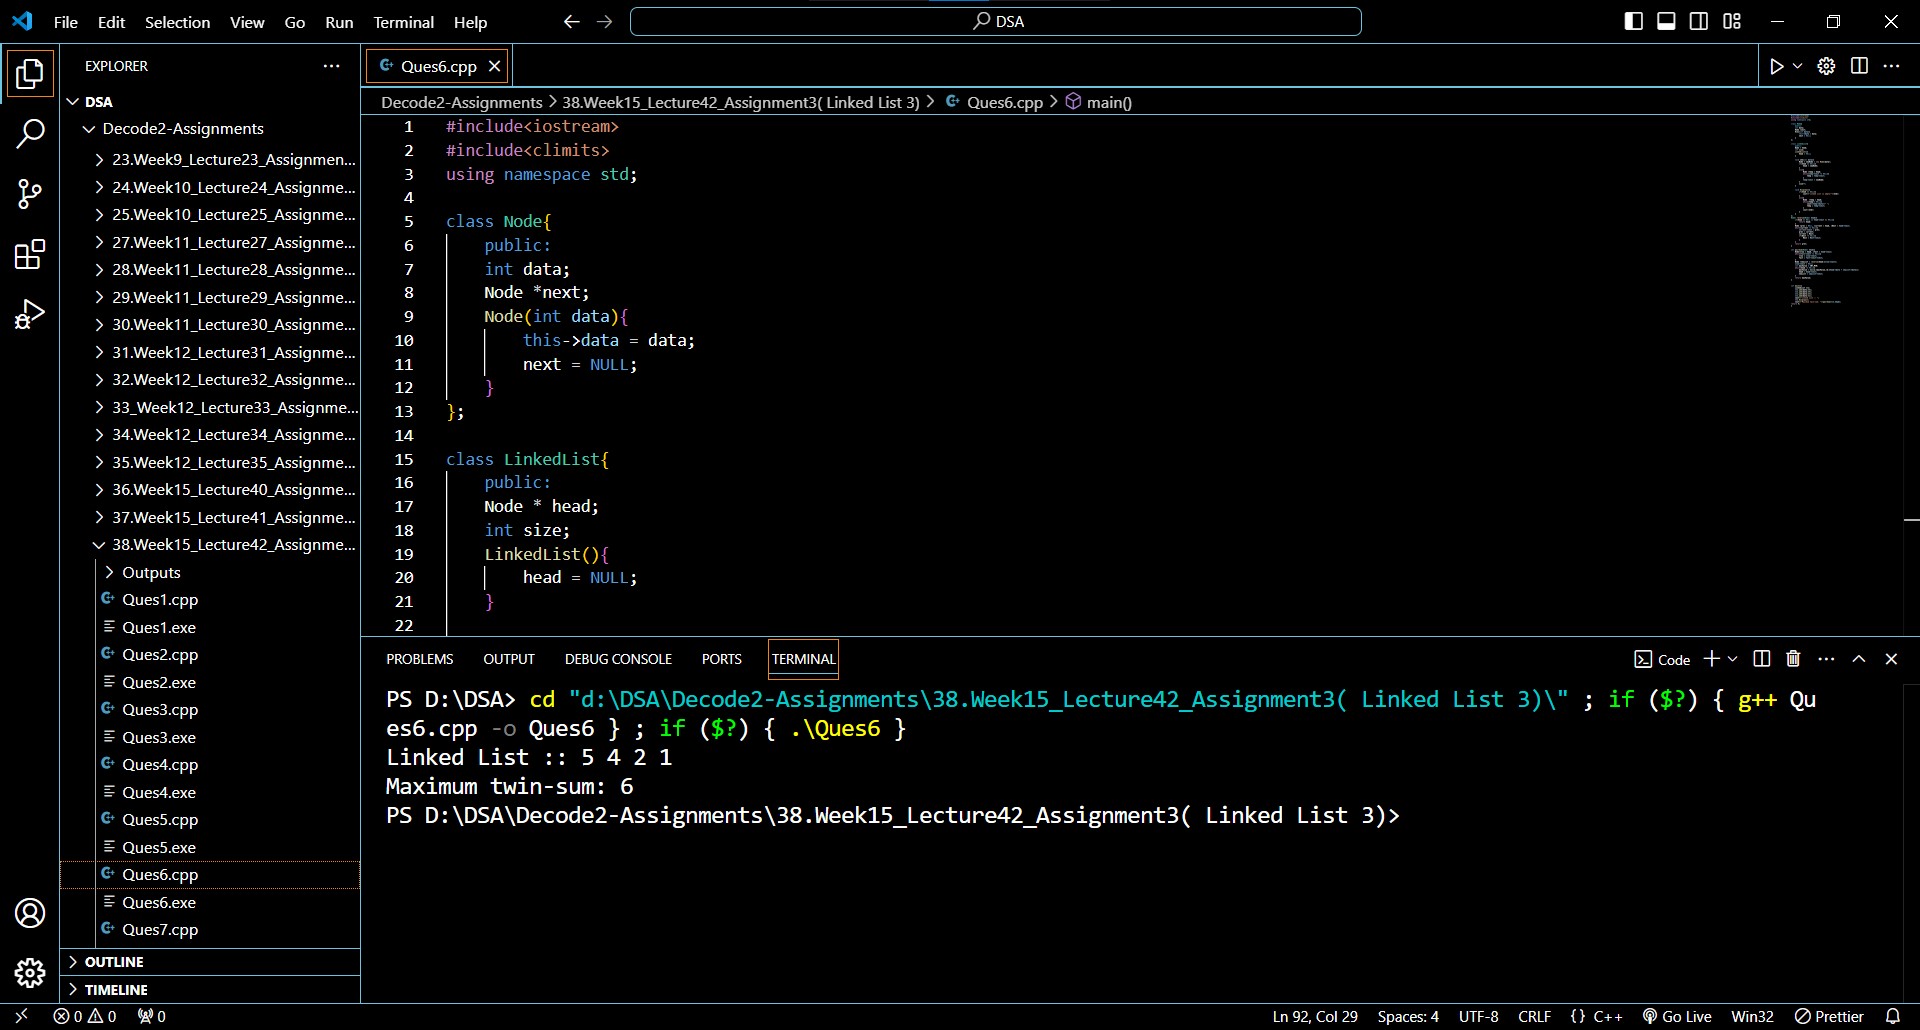 File Edit Selection View Go Run Terminal Help
DSA
EXPLORER
DSA
Decode2-Assignments
23.Week9_Lecture23_Assignmen...
24.Week10_Lecture24_Assignme...
25.Week10_Lecture25_Assignme...
27.Week11_Lecture27_Assignme...
28.Week11_Lecture28_Assignme...
29.Week11_Lecture29_Assignme...
30.Week11_Lecture30_Assignme...
31.Week12_Lecture31_Assignme...
32.Week12_Lecture32_Assignme...
33_Week12_Lecture33_Assignme...
34.Week12_Lecture34_Assignme...
35.Week12_Lecture35_Assignme...
36.Week15_Lecture40_Assignme...
37.Week15_Lecture41_Assignme...
38.Week15_Lecture42_Assignme...
Outputs
Ques1.cpp
Ques1.exe
Ques2.cpp
Ques2.exe
Ques3.cpp
Ques3.exe
Ques4.cpp
Ques4.exe
Ques5.cpp
Ques5.exe
Ques6.cpp
Ques6.exe
Ques7.cpp
OUTLINE
TIMELINE
Ques6.cpp
Decode2-Assignments > 38.Week15_Lecture42_Assignment3( Linked List 3) > Ques6.cpp > main()
1 #include<iostream>
2 #include<climits>
3 using namespace std;
4
5 class Node{
6 public:
7 int data;
8 Node *next;
9 Node(int data){
10 this->data = data;
11 next = NULL;
12 }
13 };
14
15 class LinkedList{
16 public:
17 Node * head;
18 int size;
19 LinkedList(){
20 head = NULL;
21 }
22
PROBLEMS OUTPUT DEBUG CONSOLE PORTS TERMINAL
Code
PS D:\DSA> cd "d:\DSA\Decode2-Assignments\38.Week15_Lecture42_Assignment3( Linked List 3)\" ; if ($?) { g++ Qu
es6.cpp -o Ques6 } ; if ($?) { .\Ques6 }
Linked List :: 5 4 2 1
Maximum twin-sum: 6
PS D:\DSA\Decode2-Assignments\38.Week15_Lecture42_Assignment3( Linked List 3)>
0 0 0
Ln 92, Col 29 Spaces: 4 UTF-8 CRLF {} C++ Go Live Win32 Prettier